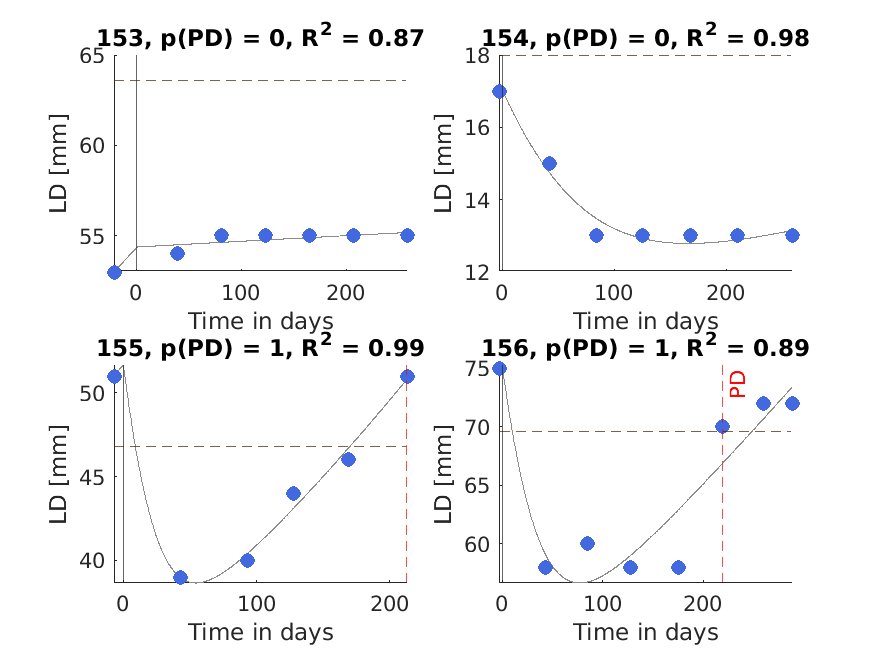 153, p(PD) = 0, R² = 0.87
65
60
55
LD [mm]
0
100
200
Time in days
154, p(PD) = 0, R² = 0.98
18
16
14
12
LD [mm]
0
100
200
Time in days
155, p(PD) = 1, R² = 0.99
50
45
40
LD [mm]
0
100
200
Time in days
156, p(PD) = 1, R² = 0.89
75
70
65
60
LD [mm]
PD
0
100
200
Time in days